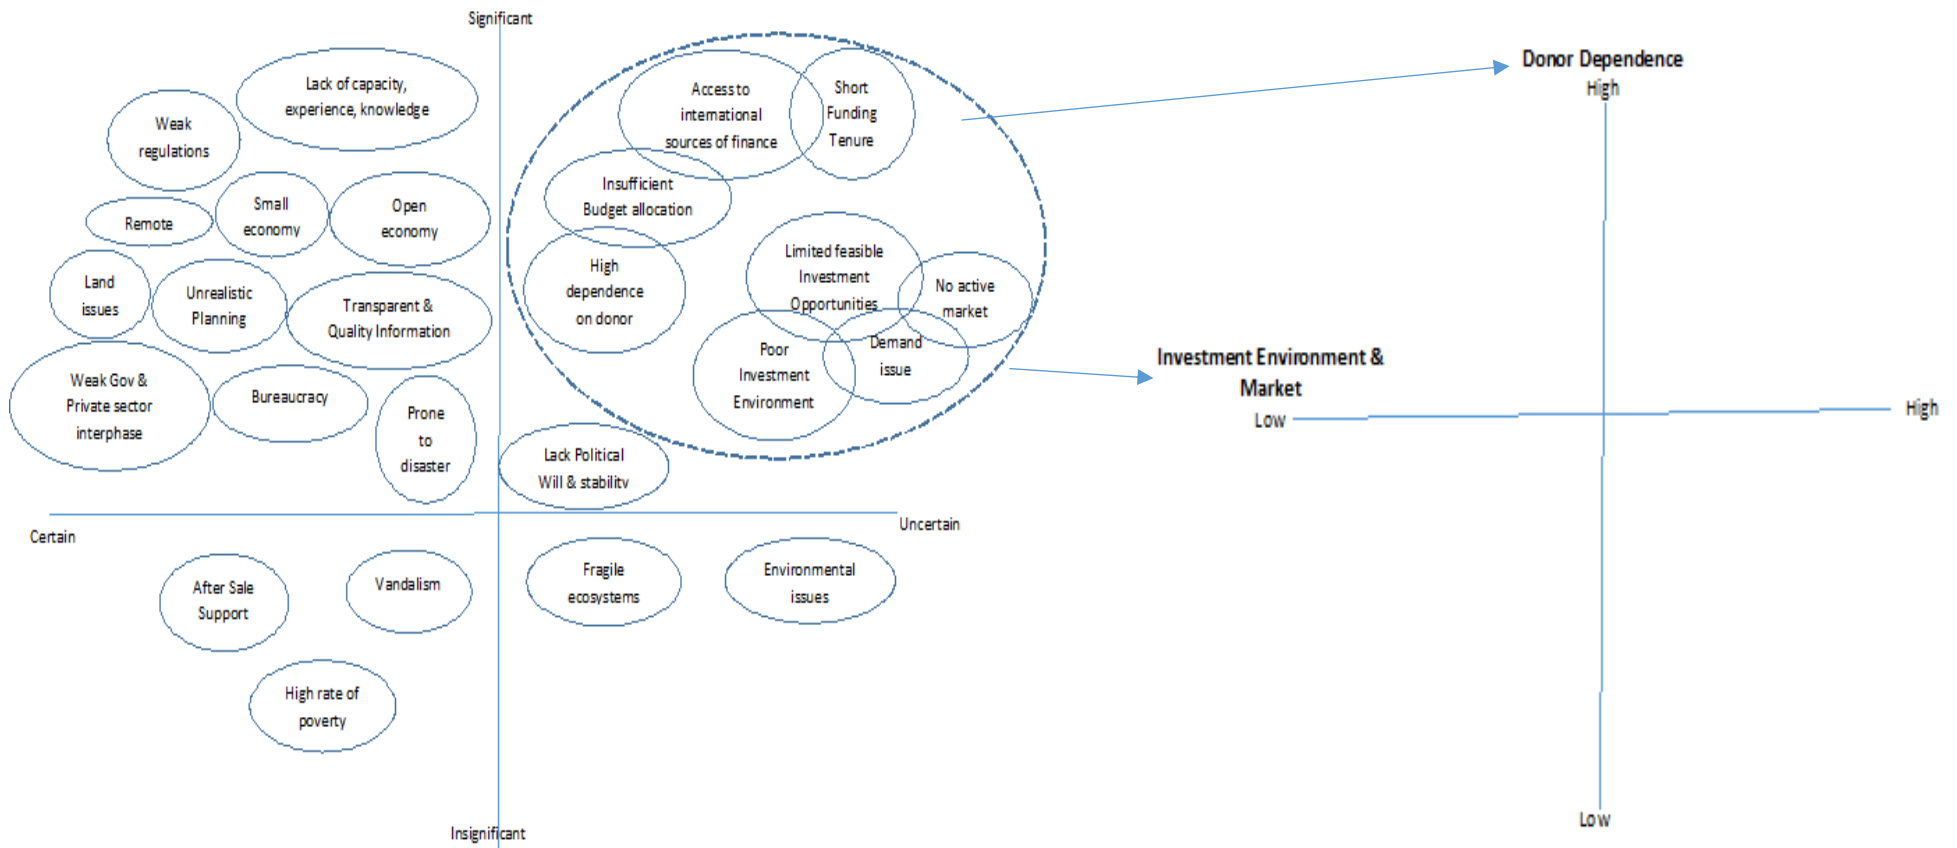 Significant
Lack of capacity,
experience, knowledge
Weak
regulations
Remote
Small
economy
Open
economy
Land
issues
Unrealistic
Planning
Transparent &
Quality Information
Weak Gov &
Private sector
interphase
Bureaucracy
Prone
to
disaster
Access to
international
sources of finance
Short
Funding
Tenure
Insufficient
Budget allocation
High
dependence
on donor
Limited feasible
Investment
Opportunities
No active
market
Poor
Investment
Environment
Demand
issue
Lack Political
Will & stability
Certain
Uncertain
After Sale
Support
Vandalism
Fragile
ecosystems
Environmental
issues
High rate of
poverty
Insignificant
Donor Dependence
High
Investment Environment &
Market
Low
High
Low